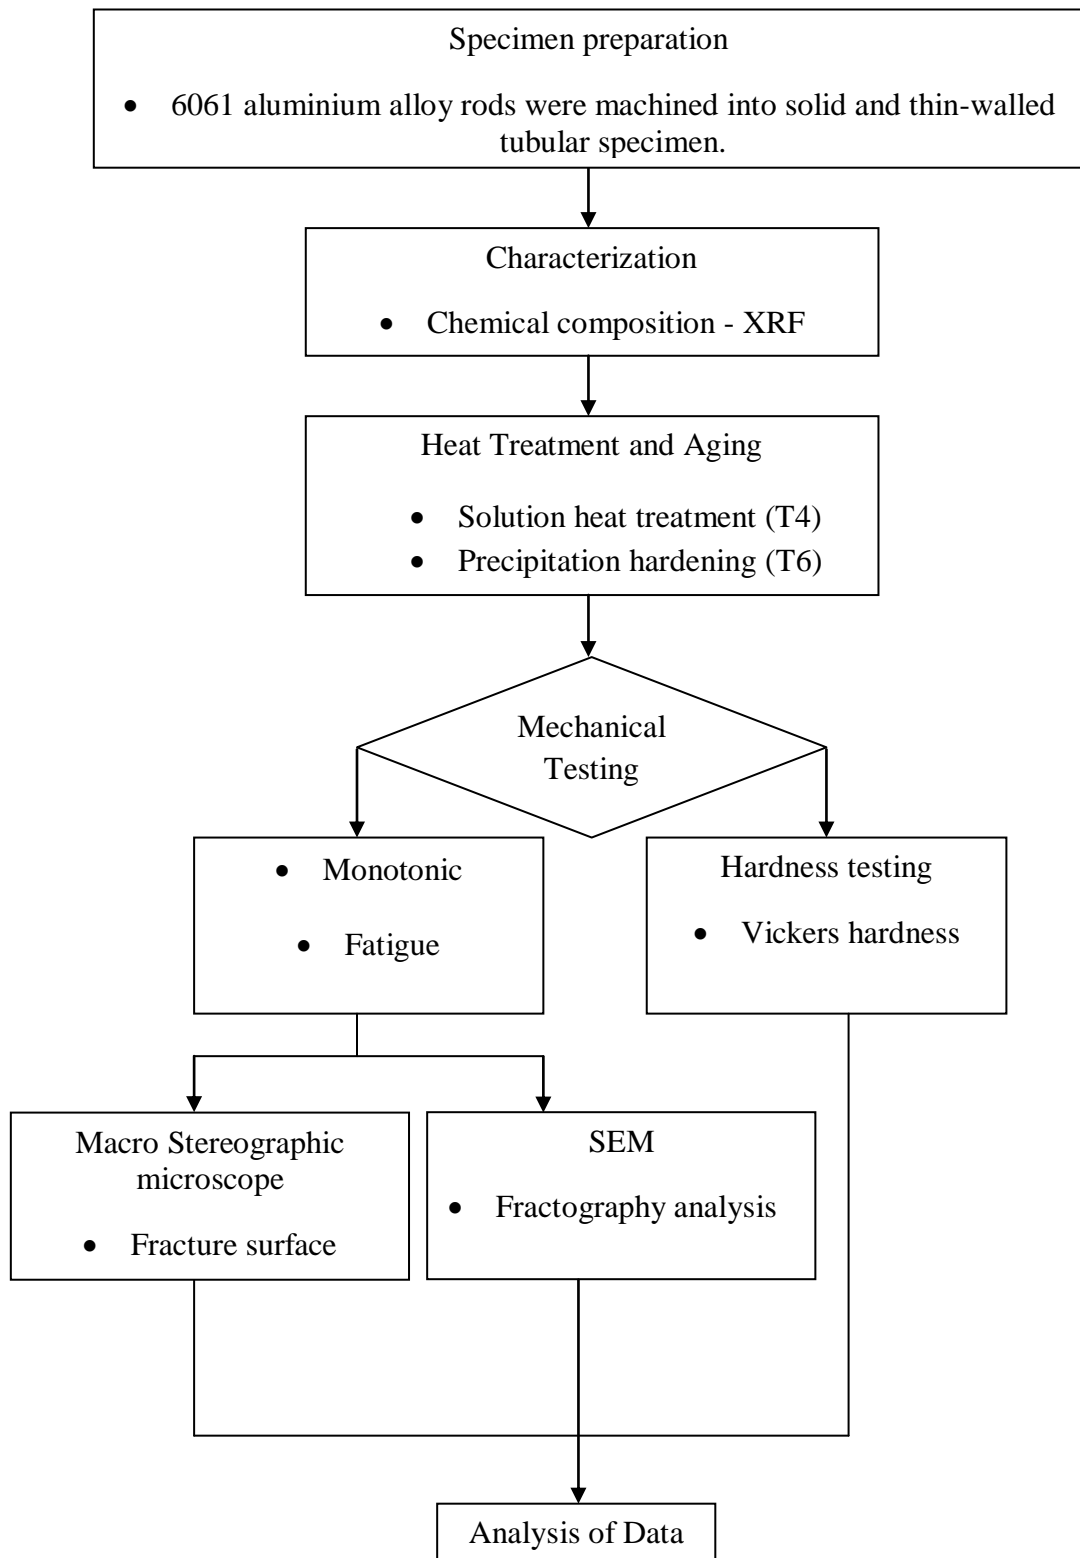 Specimen preparation
• 6061 aluminium alloy rods were machined into solid and thin-walled
tubular specimen.
Characterization
• Chemical composition - XRF
Heat Treatment and Aging
• Solution heat treatment (T4)
• Precipitation hardening (T6)
Mechanical
Testing
• Monotonic
• Fatigue
Hardness testing
• Vickers hardness
Macro Stereographic
microscope
• Fracture surface
SEM
• Fractography analysis
Analysis of Data